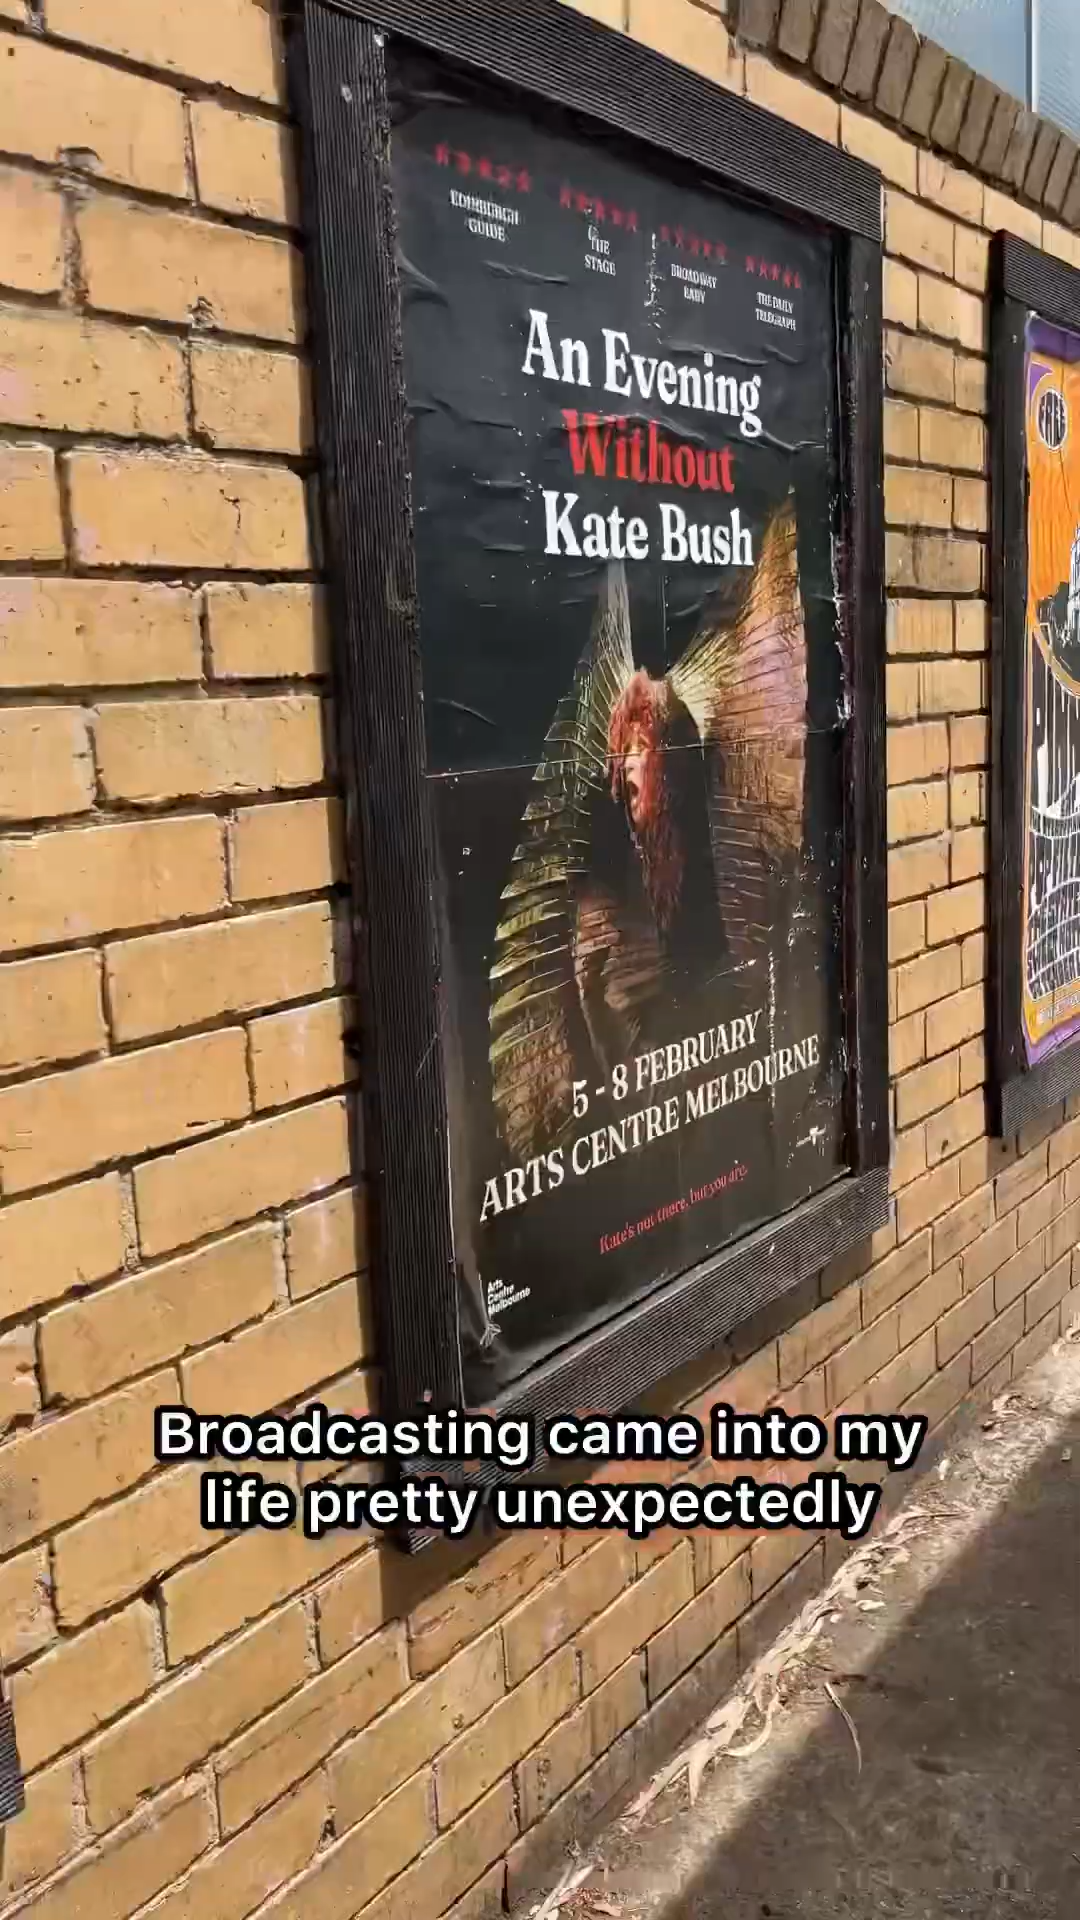 EDINBURGH
GUIDE
THE
STAGE
BROADWAY
BABY
THE DAILY
TELEGRAPH
An Evening
Without
Kate Bush
5 - 8 FEBRUARY
ARTS CENTRE MELBOURNE
Kate's not there, but you are.
Arts
Centre
Melbourne
FREE
Broadcasting came into my
life pretty unexpectedly